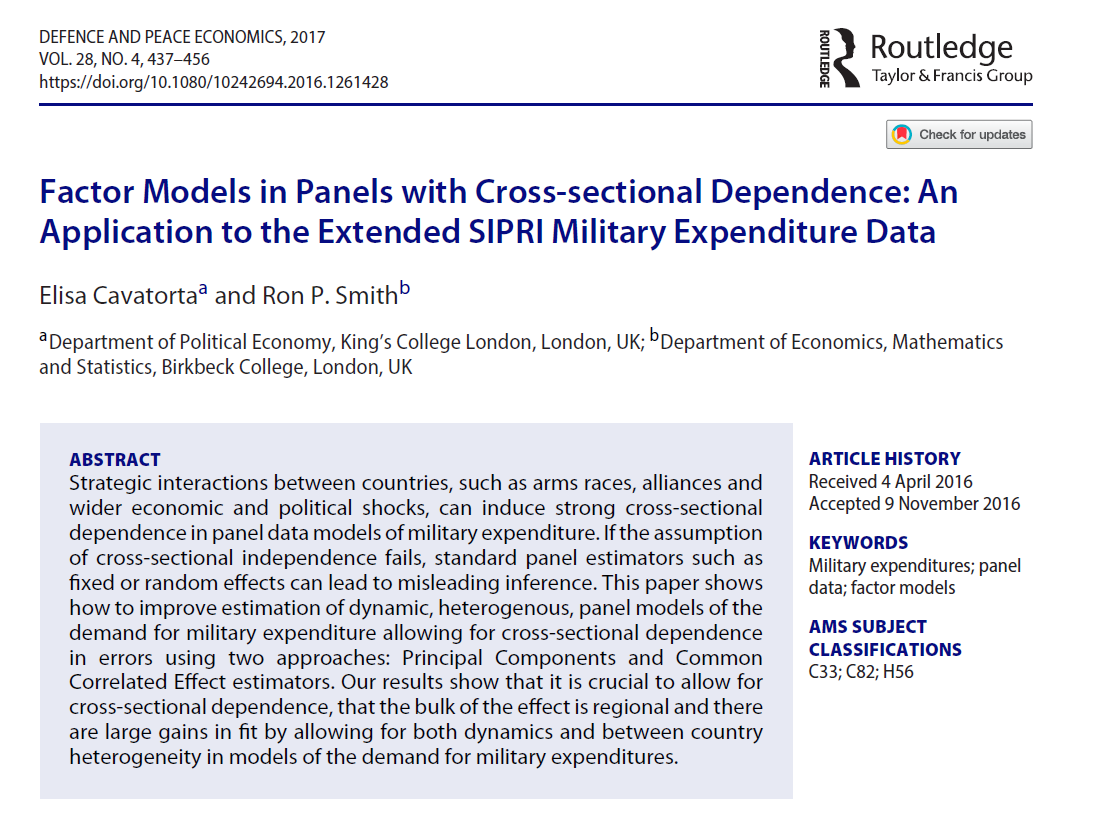 DEFENCE AND PEACE ECONOMICS, 2017
VOL. 28, NO. 4, 437–456
https://doi.org/10.1080/10242694.2016.1261428
ROUTLEDGE
Routledge
Taylor & Francis Group
Check for updates
Factor Models in Panels with Cross-sectional Dependence: An
Application to the Extended SIPRI Military Expenditure Data
Elisa Cavatortaa and Ron P. Smithb
aDepartment of Political Economy, King’s College London, London, UK; bDepartment of Economics, Mathematics
and Statistics, Birkbeck College, London, UK
ABSTRACT
Strategic interactions between countries, such as arms races, alliances and
wider economic and political shocks, can induce strong cross-sectional
dependence in panel data models of military expenditure. If the assumption
of cross-sectional independence fails, standard panel estimators such as
fixed or random effects can lead to misleading inference. This paper shows
how to improve estimation of dynamic, heterogenous, panel models of the
demand for military expenditure allowing for cross-sectional dependence
in errors using two approaches: Principal Components and Common
Correlated Effect estimators. Our results show that it is crucial to allow for
cross-sectional dependence, that the bulk of the effect is regional and there
are large gains in fit by allowing for both dynamics and between country
heterogeneity in models of the demand for military expenditures.
ARTICLE HISTORY
Received 4 April 2016
Accepted 9 November 2016
KEYWORDS
Military expenditures; panel
data; factor models
AMS SUBJECT
CLASSIFICATIONS
C33; C82; H56